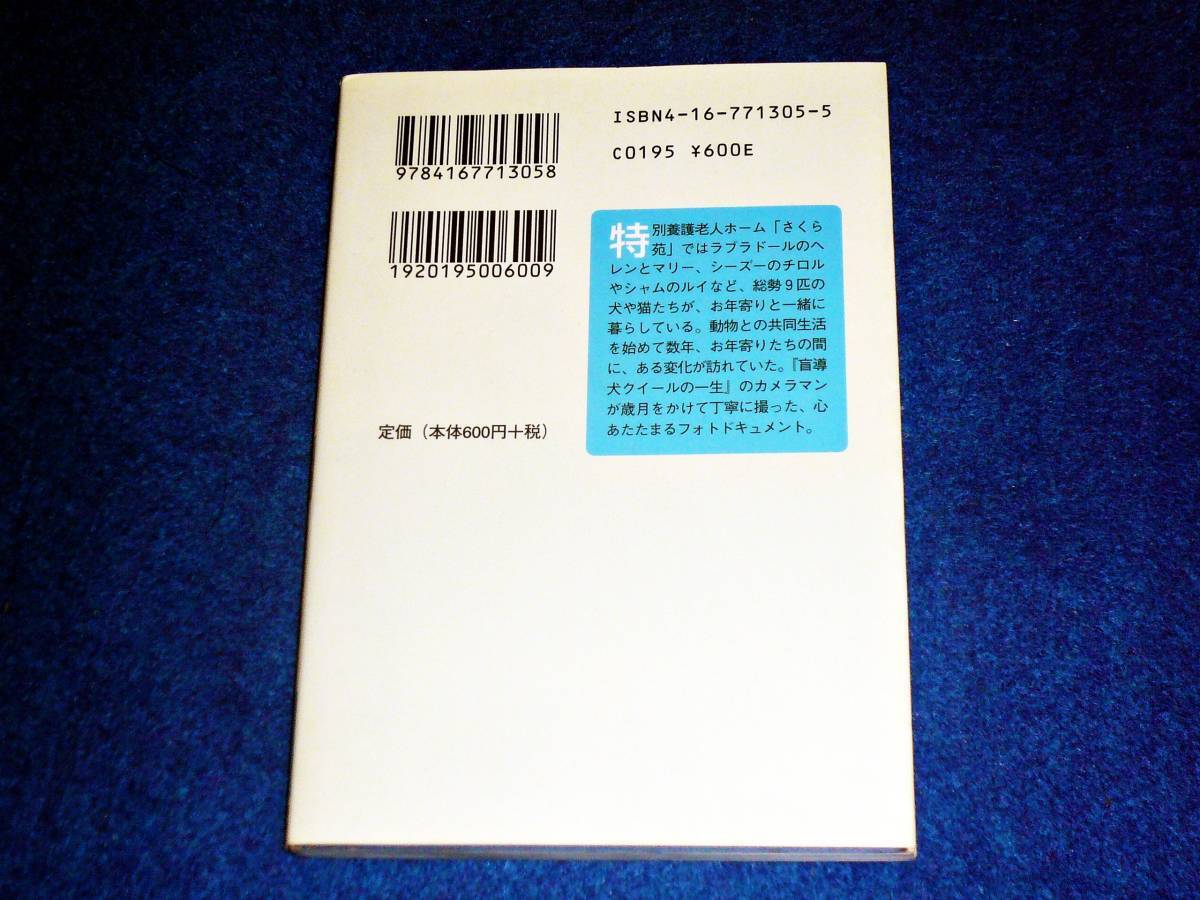 ISBN4-16-771305-5
C0195 ¥600E
9784167713058
1920195006009
定価（本体600円＋税）
特別養護老人ホーム「さくら
苑」ではラブラドールのヘ
レンとマリー、シーズーのチロル
やシャムのルイなど、総勢９匹の
犬や猫たちが、お年寄りと一緒に
暮らしている。動物との共同生活
を始めて数年、お年寄りたちの間
に、ある変化が訪れていた。『盲導
犬クイールの一生』のカメラマン
が歳月をかけて丁寧に撮った、心
あたたまるフォトドキュメント。